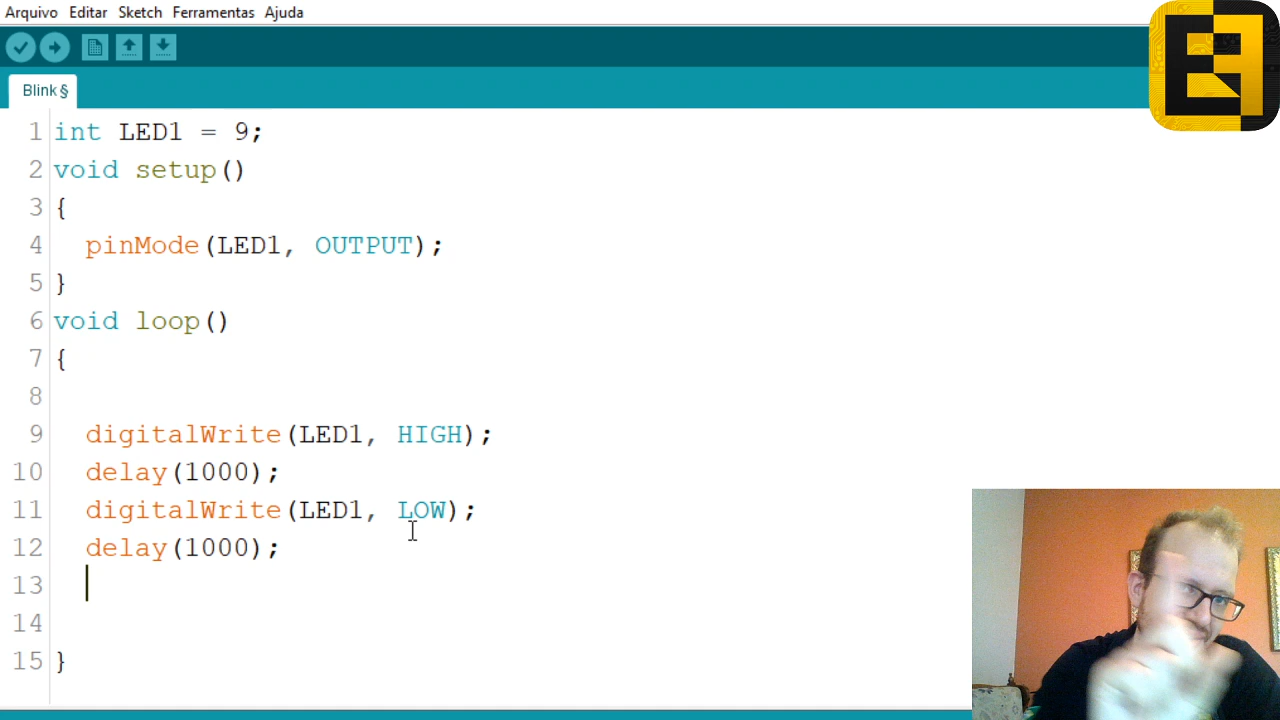 Arquivo Editar Sketch Ferramentas Ajuda
Blink §
1 int LED1 = 9;
2 void setup()
3 {
4 pinMode(LED1, OUTPUT);
5 }
6 void loop()
7 {
8
9 digitalWrite(LED1, HIGH);
10 delay(1000);
11 digitalWrite(LED1, LOW);
12 delay(1000);
13
14
15 }